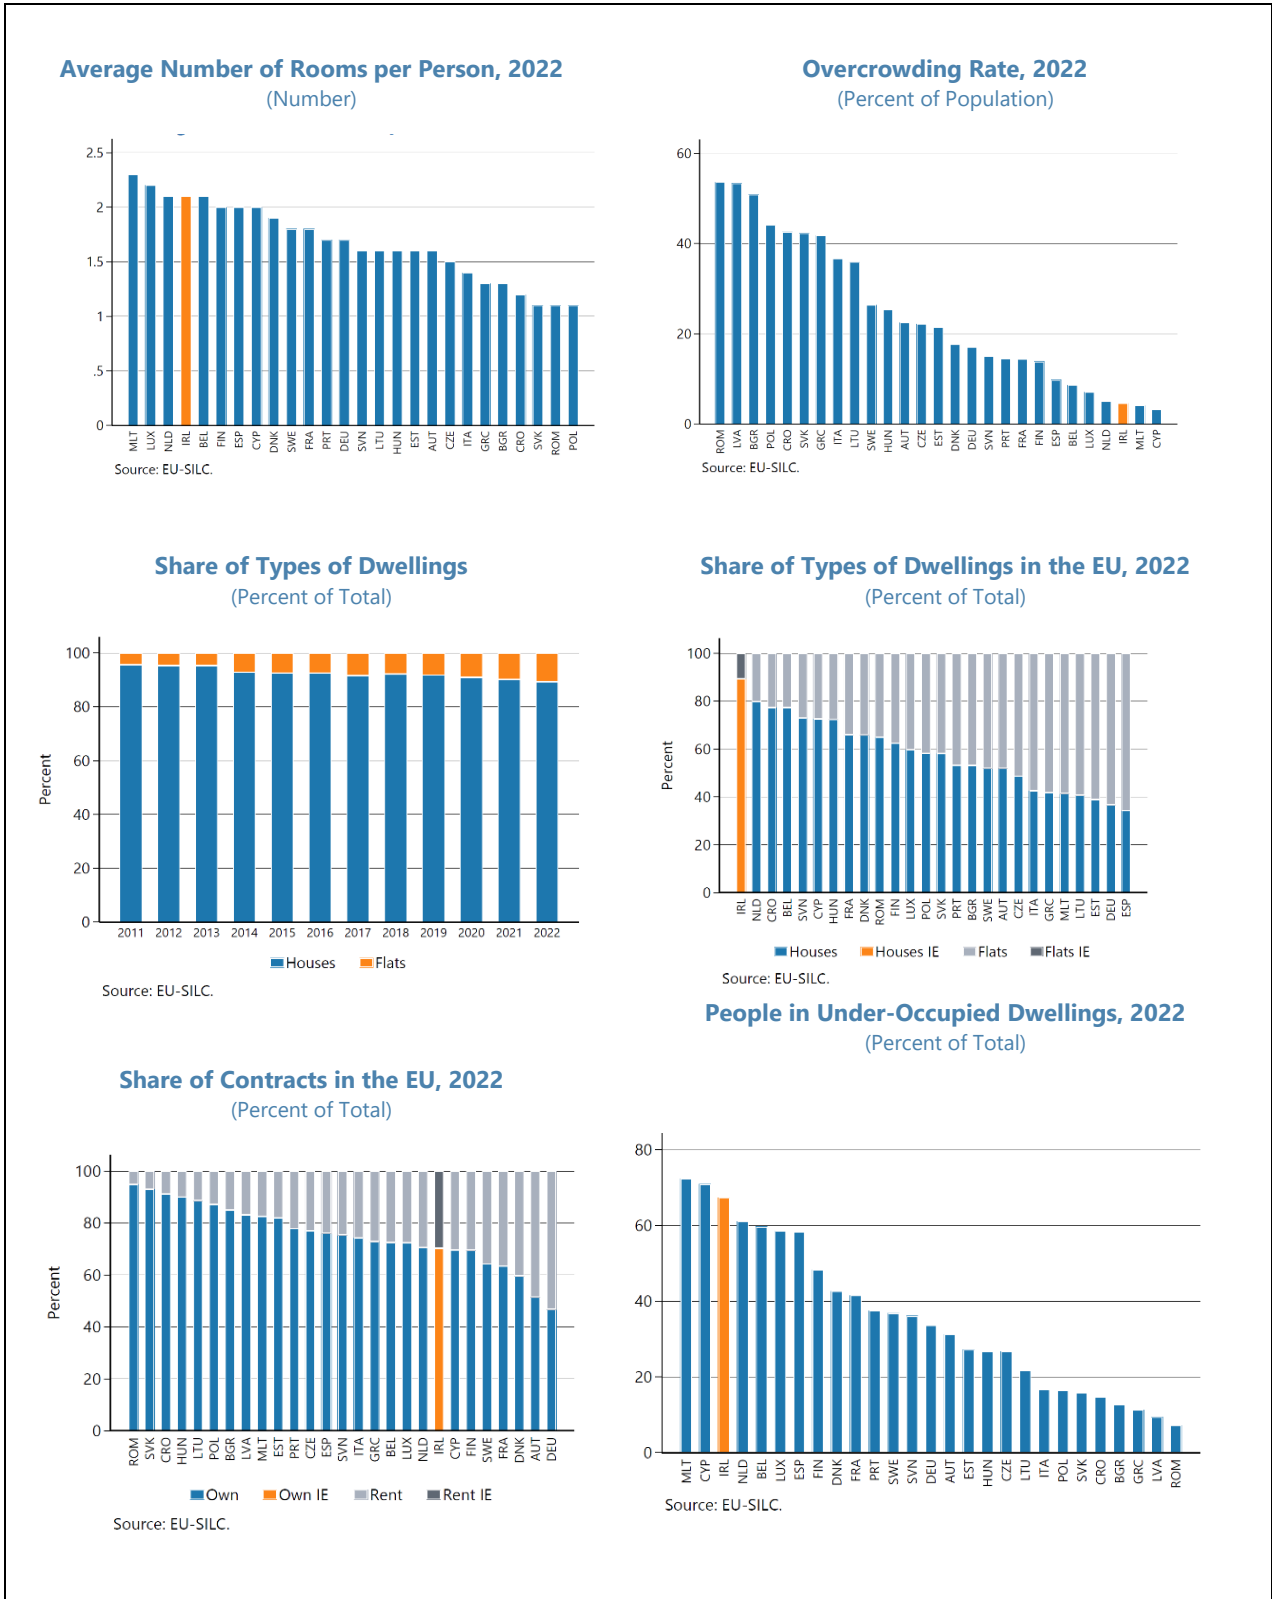 Average Number of Rooms per Person, 2022
(Number)
2.5
2
1.5
1
.5
0
MLT LUX NLD IRL BEL FIN ESP CYP DNK SWE FRA PRT DEU SVN LTU HUN EST AUT CZE ITA GRC BGR CRO SVK ROM POL
Source: EU-SILC.
Overcrowding Rate, 2022
(Percent of Population)
60
40
20
0
ROM LVA BGR POL CRO SVK GRC ITA LTU SWE HUN AUT CZE EST DNK DEU SVN PRT FRA FIN ESP BEL LUX NLD IRL MLT CYP
Source: EU-SILC.
Share of Types of Dwellings
(Percent of Total)
Percent
100
80
60
40
20
0
2011 2012 2013 2014 2015 2016 2017 2018 2019 2020 2021 2022
Houses Flats
Source: EU-SILC.
Share of Types of Dwellings in the EU, 2022
(Percent of Total)
Percent
100
80
60
40
20
0
IRL NLD CRO BEL SVN CYP HUN FRA DNK ROM FIN LUX POL SVK PRT BGR SWE AUT CZE ITA GRC MLT LTU EST DEU ESP
Houses Houses IE Flats Flats IE
Source: EU-SILC.
Share of Contracts in the EU, 2022
(Percent of Total)
Percent
100
80
60
40
20
0
ROM SVK CRO HUN LTU POL BGR LVA MLT EST PRT CZE ESP SVN ITA GRC BEL LUX NLD IRL CYP FIN SWE FRA DNK AUT DEU
Own Own IE Rent Rent IE
Source: EU-SILC.
People in Under-Occupied Dwellings, 2022
(Percent of Total)
80
60
40
20
0
MLT CYP IRL NLD BEL LUX ESP FIN DNK FRA PRT SWE SVN DEU AUT EST HUN CZE LTU ITA POL SVK CRO BGR GRC LVA ROM
Source: EU-SILC.